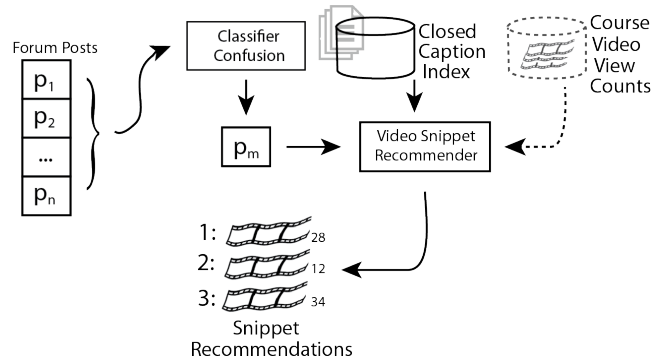 Forum Posts
p1
p2
...
pn
Classifier
Confusion
pm
Closed
Caption
Index
Course
Video
View
Counts
Video Snippet
Recommender
1:
28
2:
12
3:
34
Snippet
Recommendations